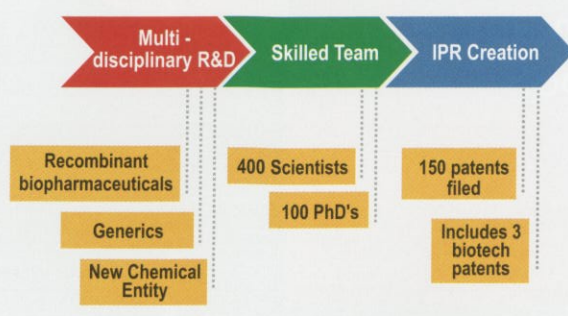 Multi -
disciplinary R&D
Skilled Team
IPR Creation
Recombinant
biopharmaceuticals
Generics
New Chemical
Entity
400 Scientists
100 PhD's
150 patents
filed
Includes 3
biotech
patents